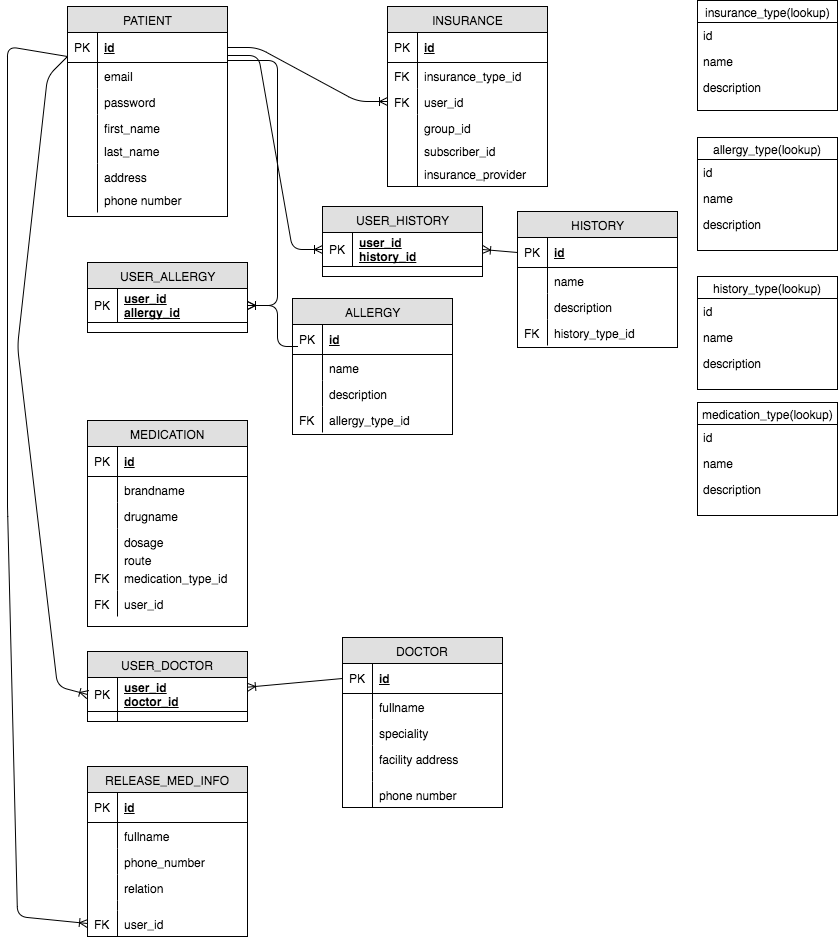 PATIENT
PK id
email
password
first_name
last_name
address
phone number
INSURANCE
PK id
FK insurance_type_id
FK user_id
group_id
subscriber_id
insurance_provider
insurance_type(lookup)
id
name
description
allergy_type(lookup)
id
name
description
USER_HISTORY
PK user_id
history_id
HISTORY
PK id
name
description
FK history_type_id
history_type(lookup)
id
name
description
USER_ALLERGY
PK user_id
allergy_id
ALLERGY
PK id
name
description
FK allergy_type_id
medication_type(lookup)
id
name
description
MEDICATION
PK id
brandname
drugname
dosage
route
FK medication_type_id
FK user_id
USER_DOCTOR
PK user_id
doctor_id
DOCTOR
PK id
fullname
speciality
facility address
phone number
RELEASE_MED_INFO
PK id
fullname
phone_number
relation
FK user_id